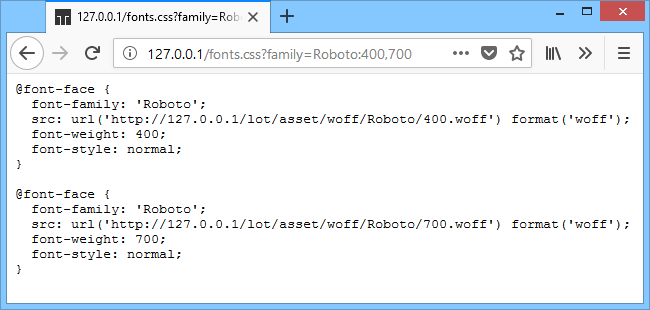 127.0.0.1/fonts.css?family=Rob
127.0.0.1/fonts.css?family=Roboto:400,700
@font-face {
  font-family: 'Roboto';
  src: url('http://127.0.0.1/lot/asset/woff/Roboto/400.woff') format('woff');
  font-weight: 400;
  font-style: normal;
}

@font-face {
  font-family: 'Roboto';
  src: url('http://127.0.0.1/lot/asset/woff/Roboto/700.woff') format('woff');
  font-weight: 700;
  font-style: normal;
}